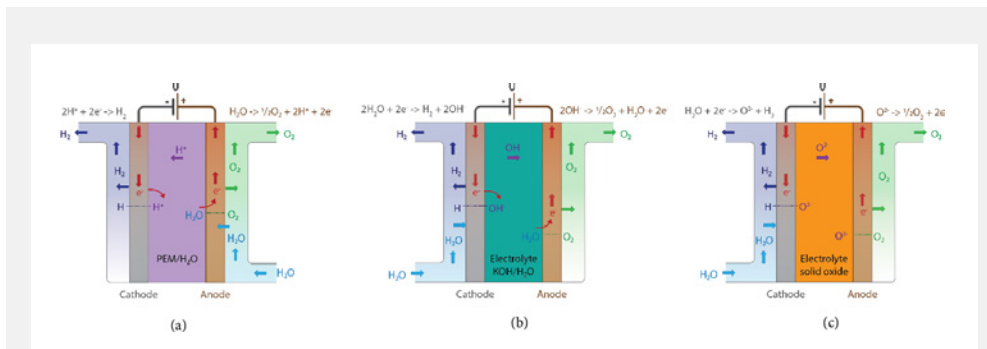 U
- +
2H⁺ + 2e⁻ -> H₂
H₂O -> ½O₂ + 2H⁺ + 2e⁻
H₂
O₂
H⁺
H₂
O₂
e⁻
e⁻
H
H⁺
H₂O
O₂
H₂O
PEM/H₂O
H₂O
Cathode
Anode
(a)
U
- +
2H₂O + 2e⁻ -> H₂ + 2OH
2OH -> ½O₂ + H₂O + 2e⁻
H₂
O₂
OH
H₂
O₂
e⁻
H
OH
e⁻
H₂O
H₂O
O₂
Electrolyte
KOH/H₂O
H₂O
Cathode
Anode
(b)
U
- +
H₂O + 2e⁻ -> O²⁻ + H₂
O²⁻ -> ½O₂ + 2e
H₂
O₂
O²⁻
H₂
O₂
e⁻
H
O²⁻
e⁻
H₂O
O²⁻
O₂
Electrolyte
solid oxide
H₂O
Cathode
Anode
(c)